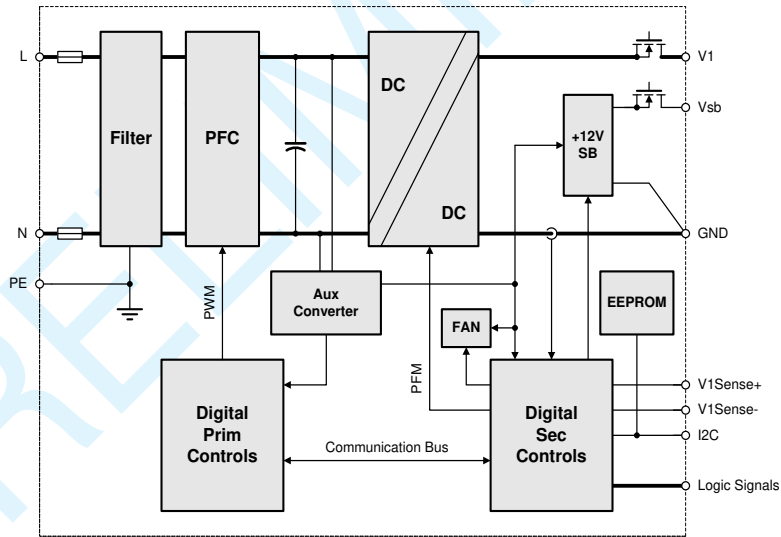 L
V1
DC
Vsb
+12V
SB
Filter
PFC
DC
N
GND
PE
PWM
Aux
Converter
EEPROM
FAN
PFM
V1Sense+
Digital
Prim
Controls
Digital
Sec
Controls
V1Sense-
I2C
Communication Bus
Logic Signals
PRELIM